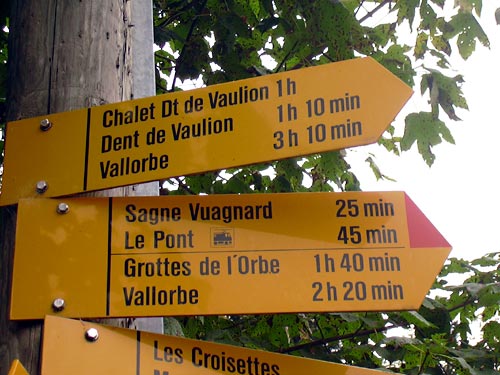 Chalet Dt de Vaulion 1h
Dent de Vaulion 1h 10 min
Vallorbe 3h 10 min
Sagne Vuagnard 25 min
Le Pont 45 min
Grottes de l'Orbe 1h 40 min
Vallorbe 2h 20 min
Les Croisettes